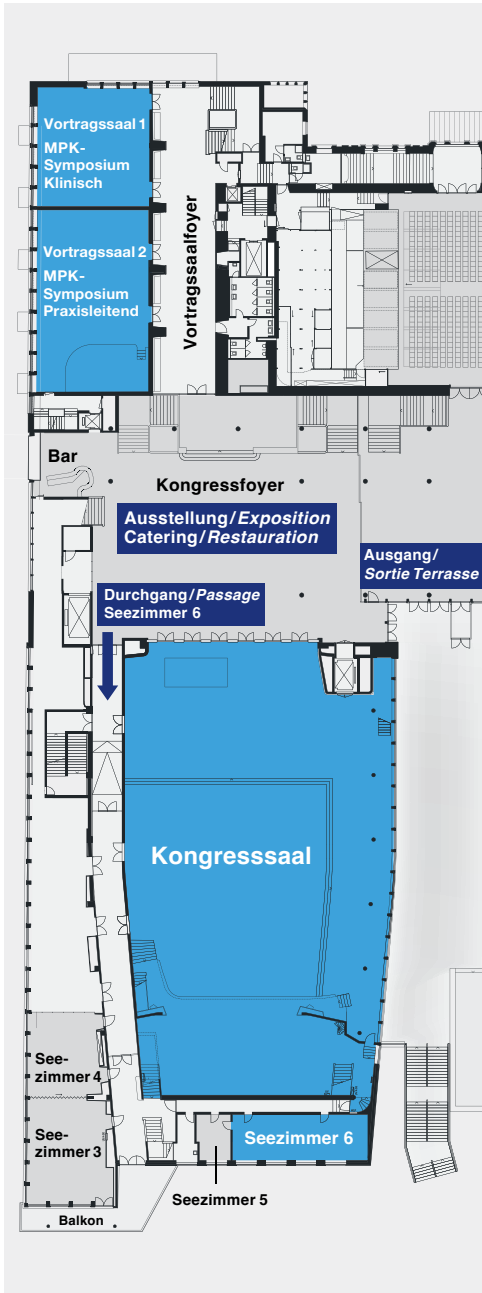 Vortragssaal 1
MPK-
Symposium
Klinisch
Vortragssaal 2
MPK-
Symposium
Praxisleitend
Vortragssaalfoyer
Bar
Kongressfoyer
Ausstellung/Exposition
Catering/Restauration
Ausgang/
Sortie Terrasse
Durchgang/Passage
Seezimmer 6
Kongresssaal
See-
zimmer 4
See-
zimmer 3
Seezimmer 6
Seezimmer 5
Balkon